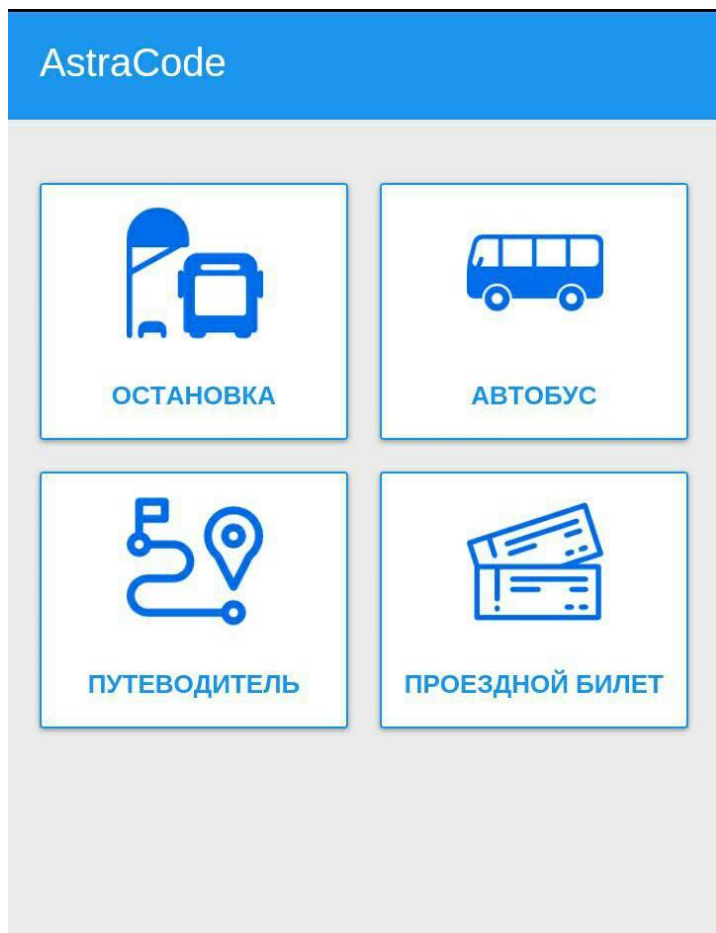 AstraCode
ОСТАНОВКА
АВТОБУС
ПУТЕВОДИТЕЛЬ
ПРОЕЗДНОЙ БИЛЕТ